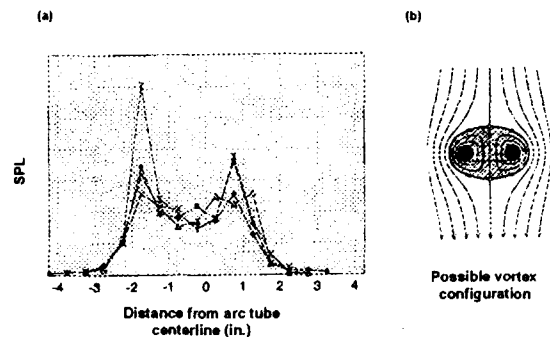 (a)
(b)
SPL
-4 -3 -2 -1 0 1 2 3 4
Distance from arc tube
centerline (in.)
Possible vortex
configuration